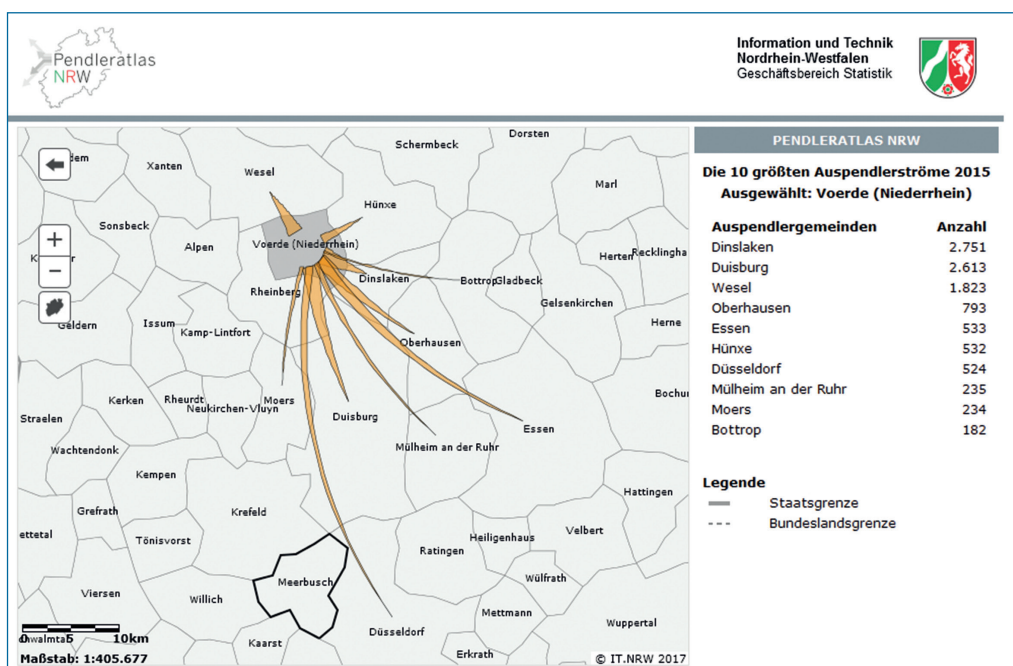 Pendleratlas
NRW
Information und Technik
Nordrhein-Westfalen
Geschäftsbereich Statistik
PENDLERATLAS NRW
Die 10 größten Auspendlerströme 2015
Ausgewählt: Voerde (Niederrhein)
Auspendlergemeinden Anzahl
Dinslaken 2.751
Duisburg 2.613
Wesel 1.823
Oberhausen 793
Essen 533
Hünxe 532
Düsseldorf 524
Mülheim an der Ruhr 235
Moers 234
Bottrop 182
Legende
Staatsgrenze
Bundeslandsgrenze
Dorsten
Schermbeck
Xanten
Wesel
Marl
Hünxe
Sonsbeck
Alpen
Voerde (Niederrhein)
Herten
Recklingha
Dinslaken
Bottrop
Gladbeck
Rheinberg
Gelsenkirchen
Geldern
Issum
Kamp-Lintfort
Oberhausen
Herne
Kerken
Rheurdt
Neukirchen-Vluyn
Moers
Bochu
Straelen
Duisburg
Essen
Wachtendonk
Mülheim an der Ruhr
Kempen
Hattingen
Grefrath
Krefeld
ettetal
Tönisvorst
Heiligenhaus
Velbert
Ratingen
Meerbusch
Wülfrath
Viersen
Willich
Mettmann
Düsseldorf
Wuppertal
Kaarst
Erkrath
0 5 10km
Maßstab: 1:405.677
© IT.NRW 2017